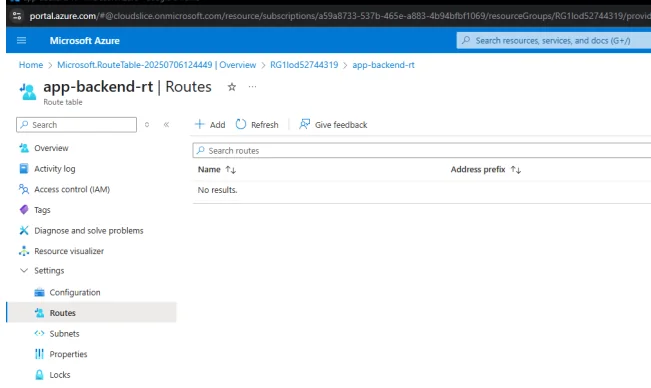 portal.azure.com/#@cloudslice.onmicrosoft.com/resource/subscriptions/a59a8733-537b-465e-a883-4b94bfbf1069/resourceGroups/RG1lod52744319/provid
Microsoft Azure
Search resources, services, and docs (G+/)
Home > Microsoft.RouteTable-20250706124449 | Overview > RG1lod52744319 > app-backend-rt
app-backend-rt | Routes
Route table
Search
Add Refresh Give feedback
Search routes
Overview
Name Address prefix
Activity log
No results.
Access control (IAM)
Tags
Diagnose and solve problems
Resource visualizer
Settings
Configuration
Routes
Subnets
Properties
Locks